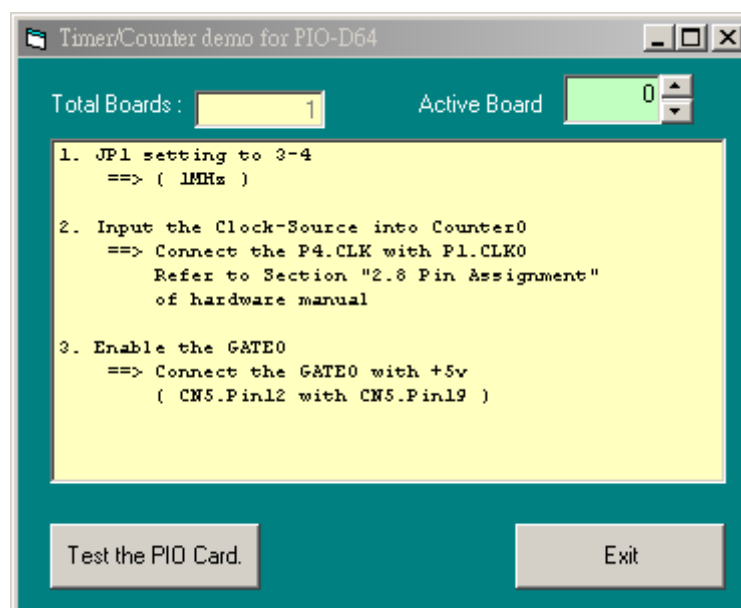 Timer/Counter demo for PIO-D64
Total Boards : 1 Active Board 0
1. JP1 setting to 3-4
==> ( 1MHz )
2. Input the Clock-Source into Counter0
==> Connect the P4.CLK with P1.CLK0
Refer to Section "2.8 Pin Assignment"
of hardware manual
3. Enable the GATE0
==> Connect the GATE0 with +5v
( CN5.Pin12 with CN5.Pin19 )
Test the PIO Card. Exit